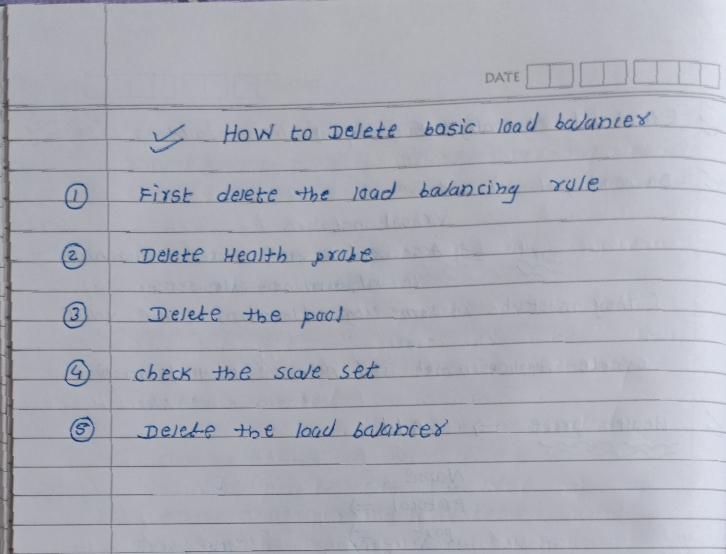 DATE
How to Delete basic load balancer
① First delete the load balancing rule
② Delete Health probe
③ Delete the pool
④ check the scale set
⑤ Delete the load balancer